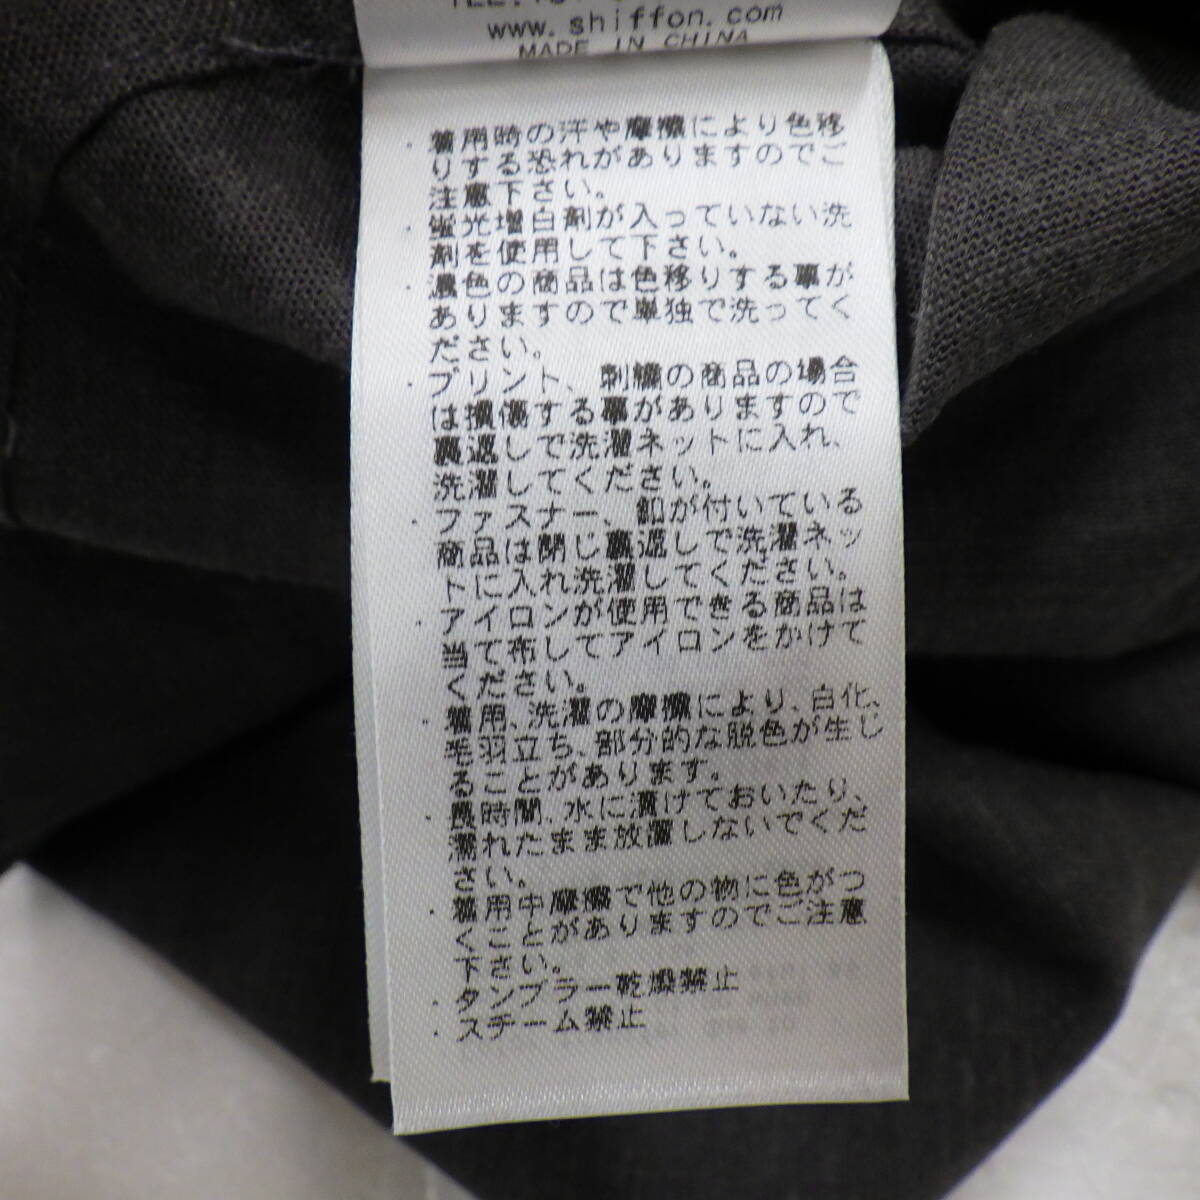 www.shiffon.com
MADE IN CHINA
・着用時の汗や摩擦により色移
りする恐れがありますのでご
注意下さい。
・蛍光増白剤が入っていない洗
剤を使用して下さい。
・濃色の商品は色移りする事が
ありますので単独で洗ってく
ださい。
・プリント、刺繍の商品の場合
は損傷する事がありますので
裏返しで洗濯ネットに入れ、
洗濯してください。
・ファスナー、釦が付いている
商品は閉じ裏返しで洗濯ネッ
トに入れ洗濯してください。
・アイロンが使用できる商品は
当て布してアイロンをかけて
ください。
・着用、洗濯の摩擦により、白化、
毛羽立ち、部分的な脱色が生じ
ることがあります。
・長時間、水に漬けておいたり、
濡れたまま放置しないでくだ
さい。
・着用中摩擦で他の物に色がつ
くことがありますのでご注意
下さい。
・タンブラー乾燥禁止
・スチーム禁止